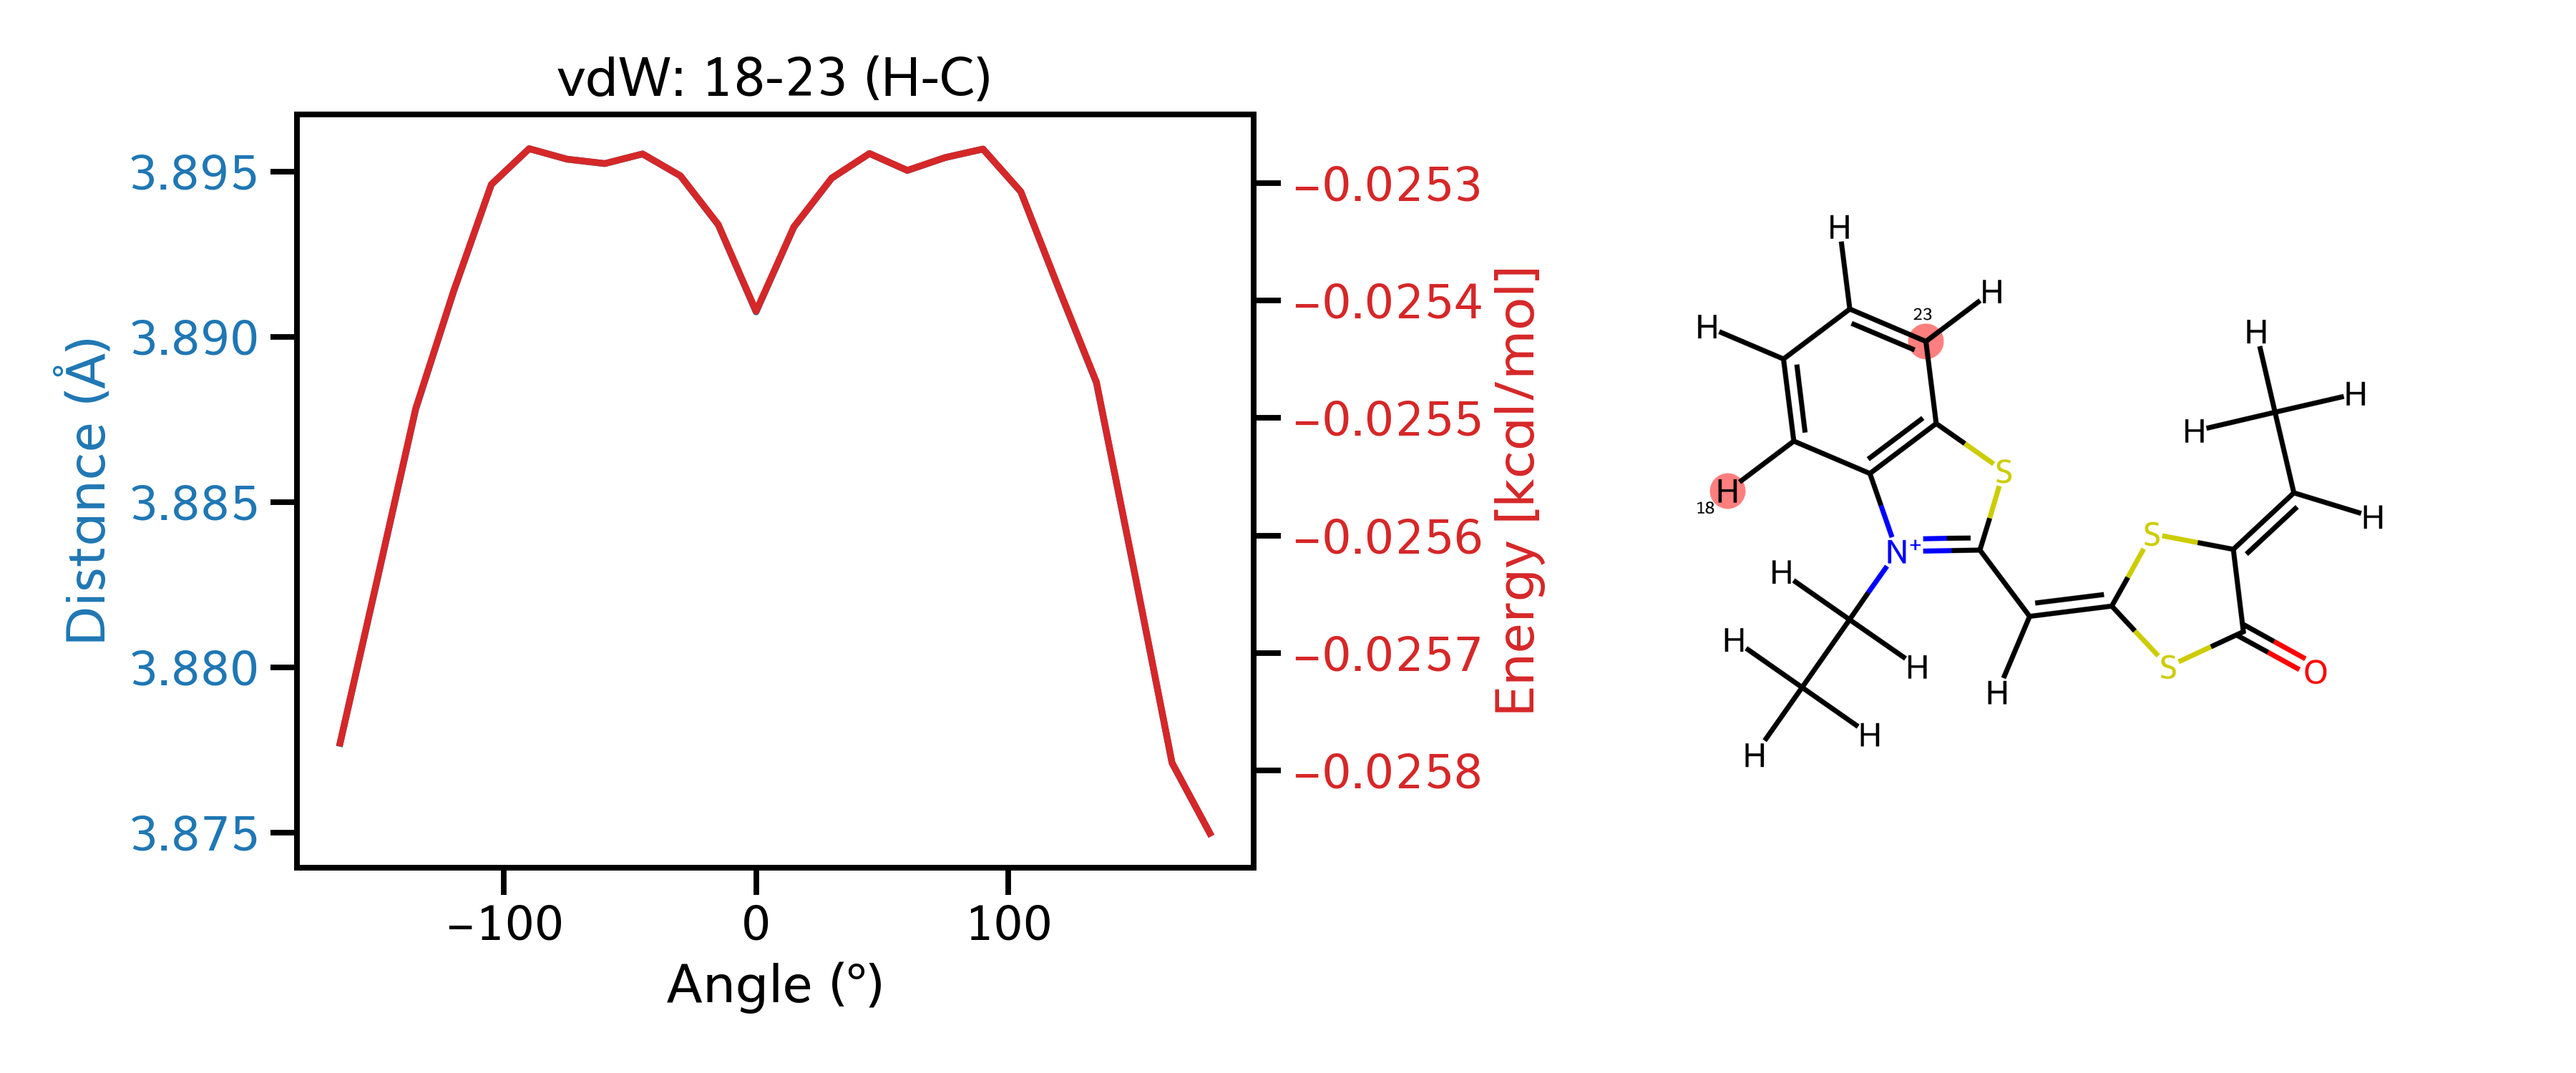 vdW: 18-23 (H-C)
3.895
3.890
3.885
3.880
3.875
Distance (Å)
−100
0
100
Angle (°)
−0.0253
−0.0254
−0.0255
−0.0256
−0.0257
−0.0258
Energy [kcal/mol]
H
H
23
H
H
H
H
H
S
H
18
H
S
N+
H
H
H
S
O
H
H
H